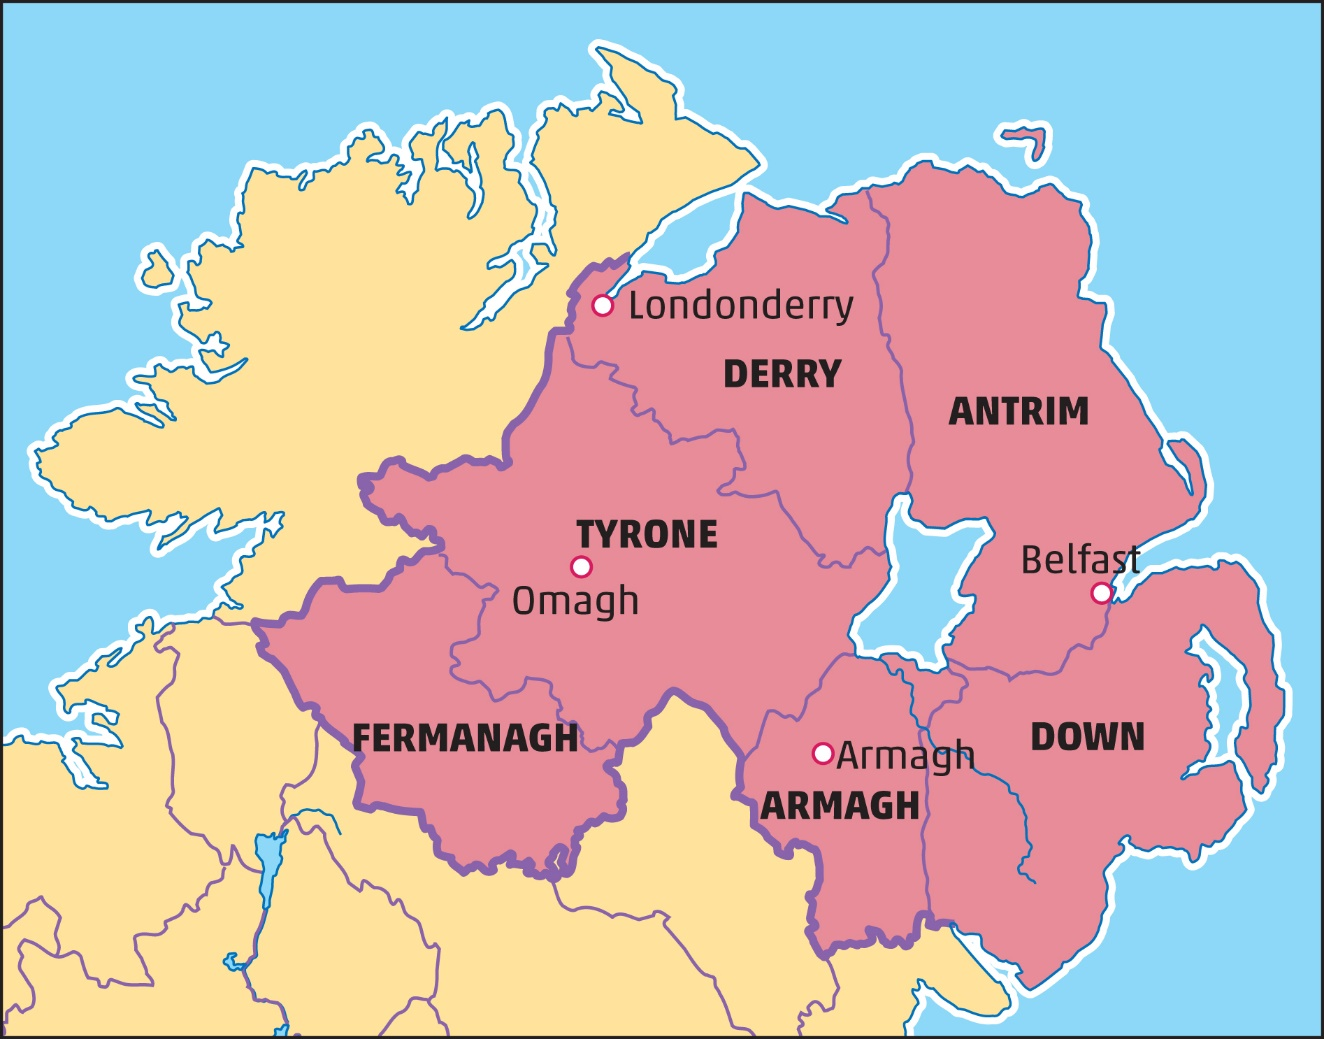 Londonderry
DERRY
ANTRIM
TYRONE
Belfast
Omagh
FERMANAGH
DOWN
Armagh
ARMAGH